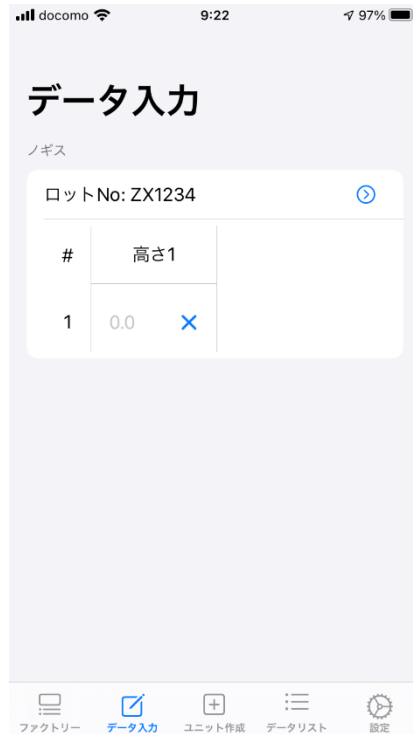 docomo 9:22 97%
データ入力
ノギス
ロットNo: ZX1234
# 高さ1
1 0.0
ファクトリー データ入力 ユニット作成 データリスト 設定